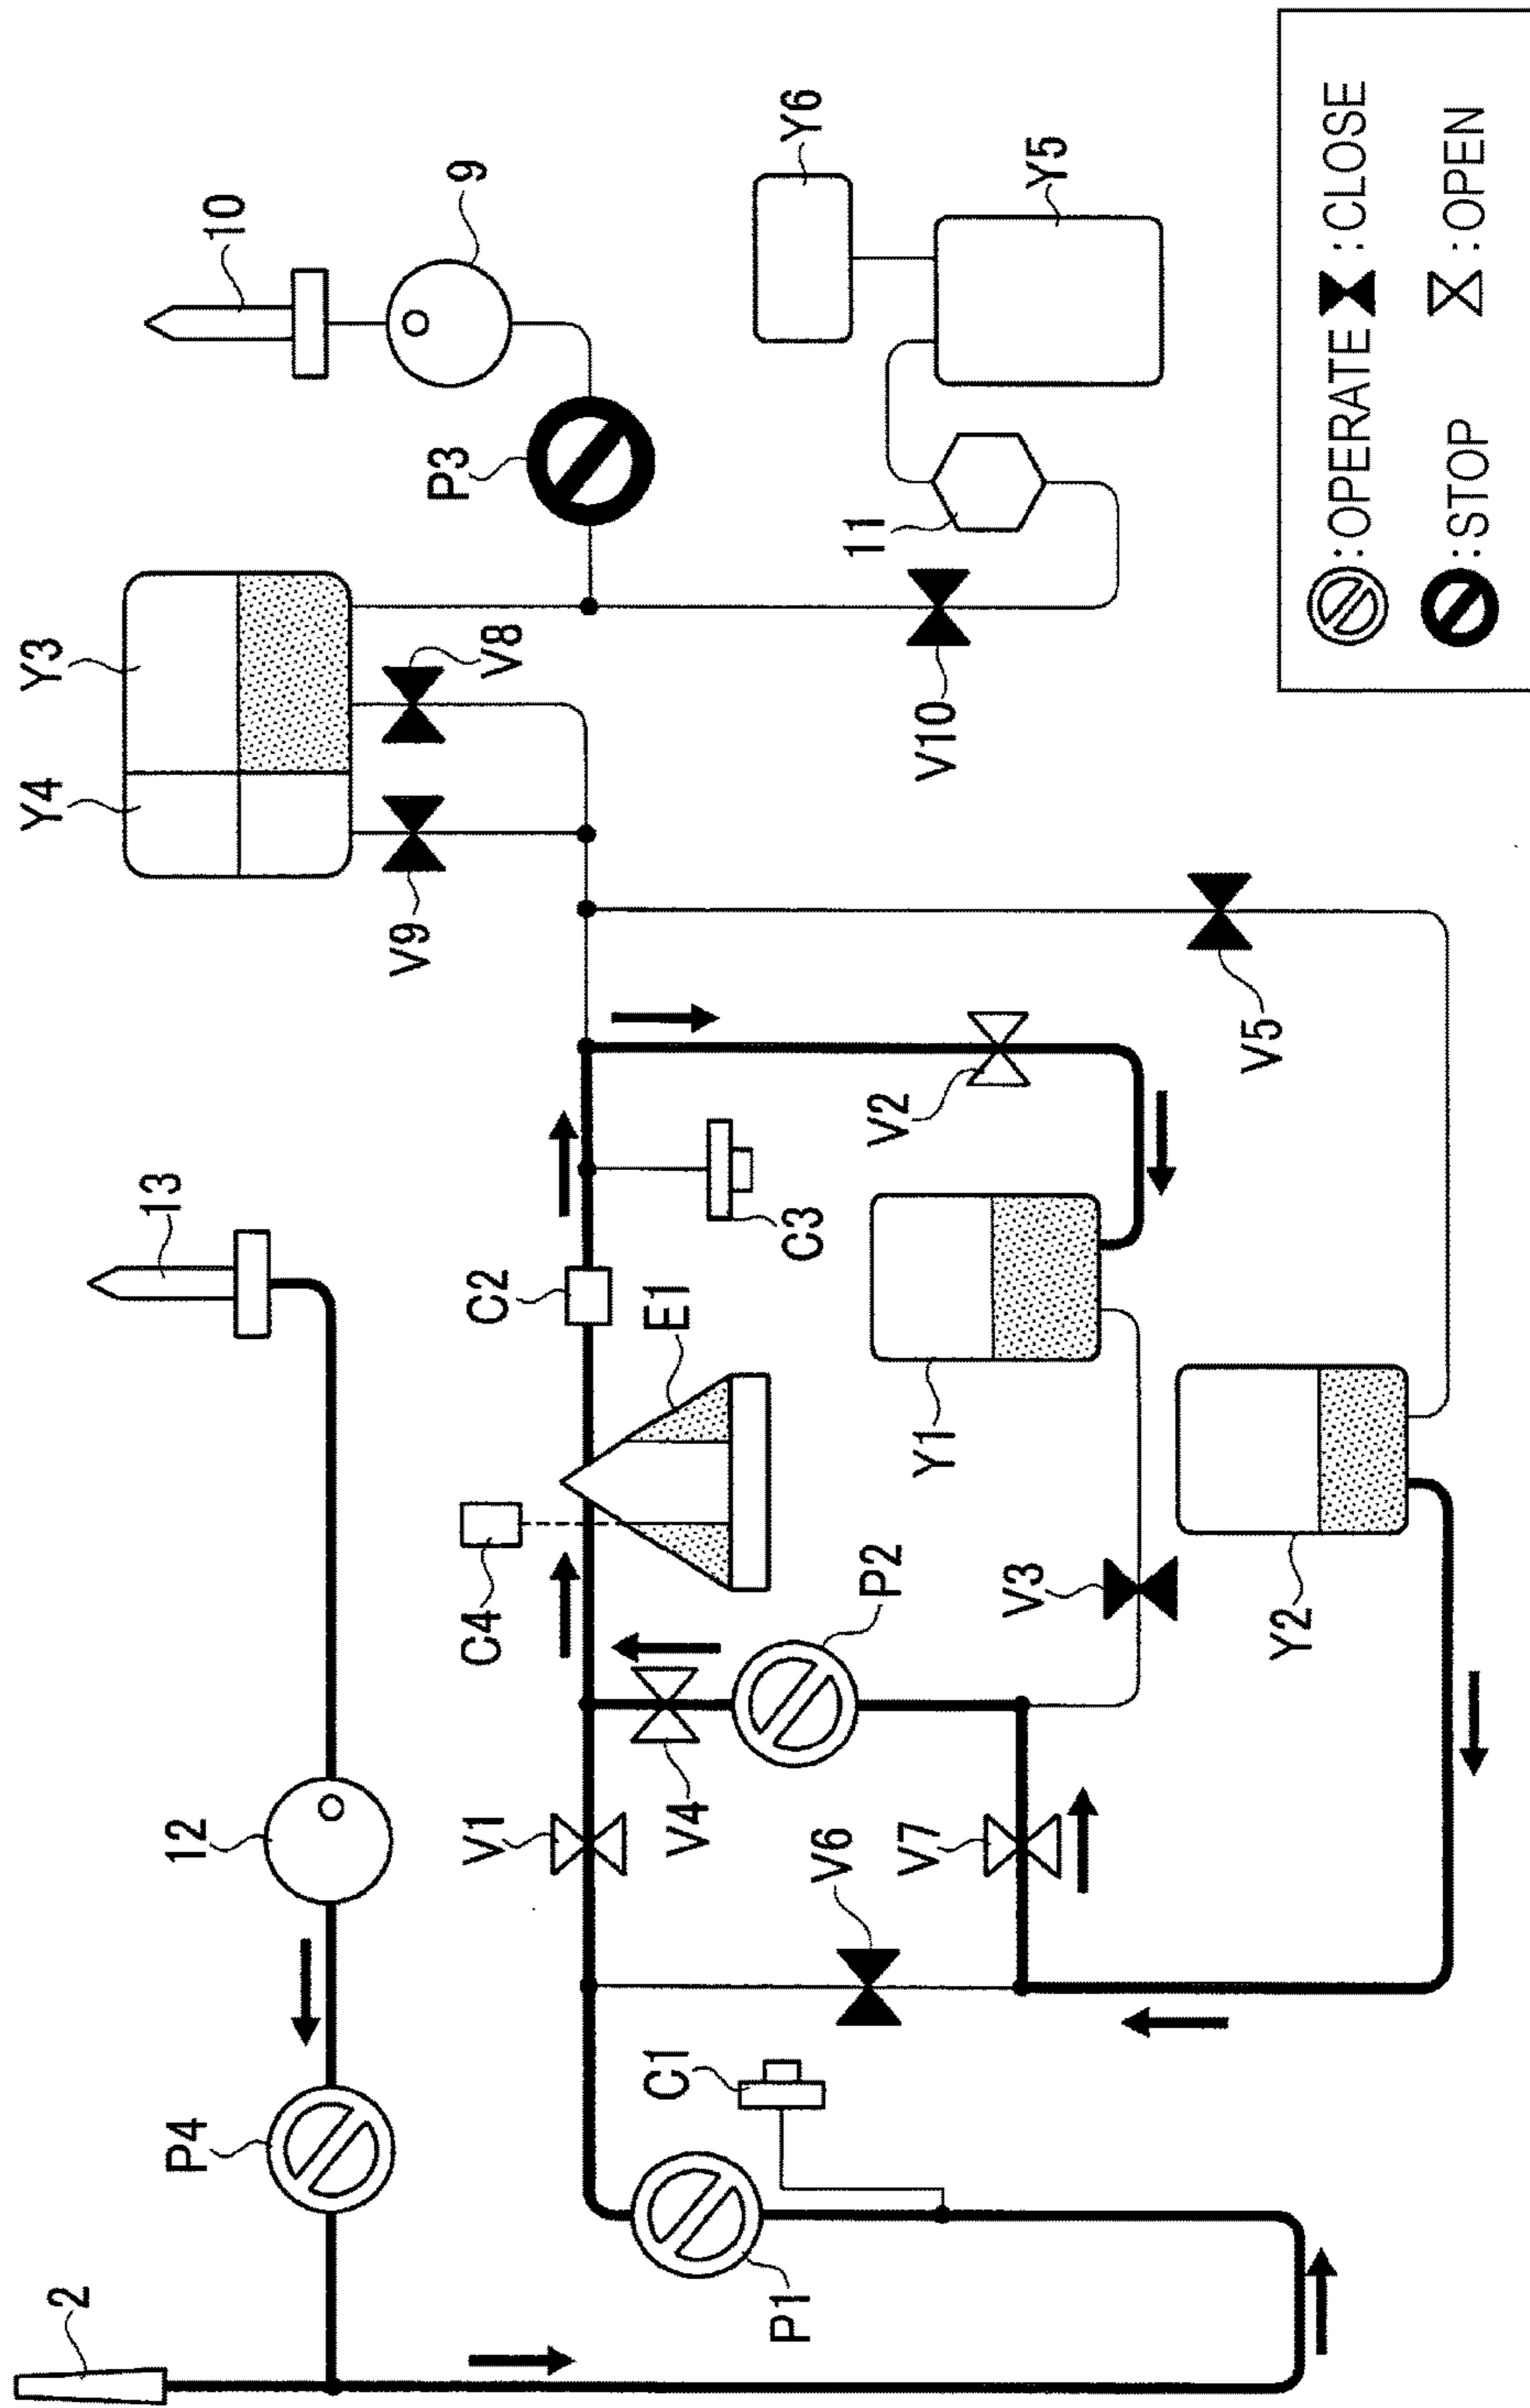 2
P4
12
13
P1
C1
V1
V4
C4
C2
C3
E1
P2
V6
V7
V3
Y1
V2
Y2
V5
Y4
Y3
V9
V8
V10
P3
10
9
11
Y6
Y5
:OPERATE :CLOSE
:STOP :OPEN